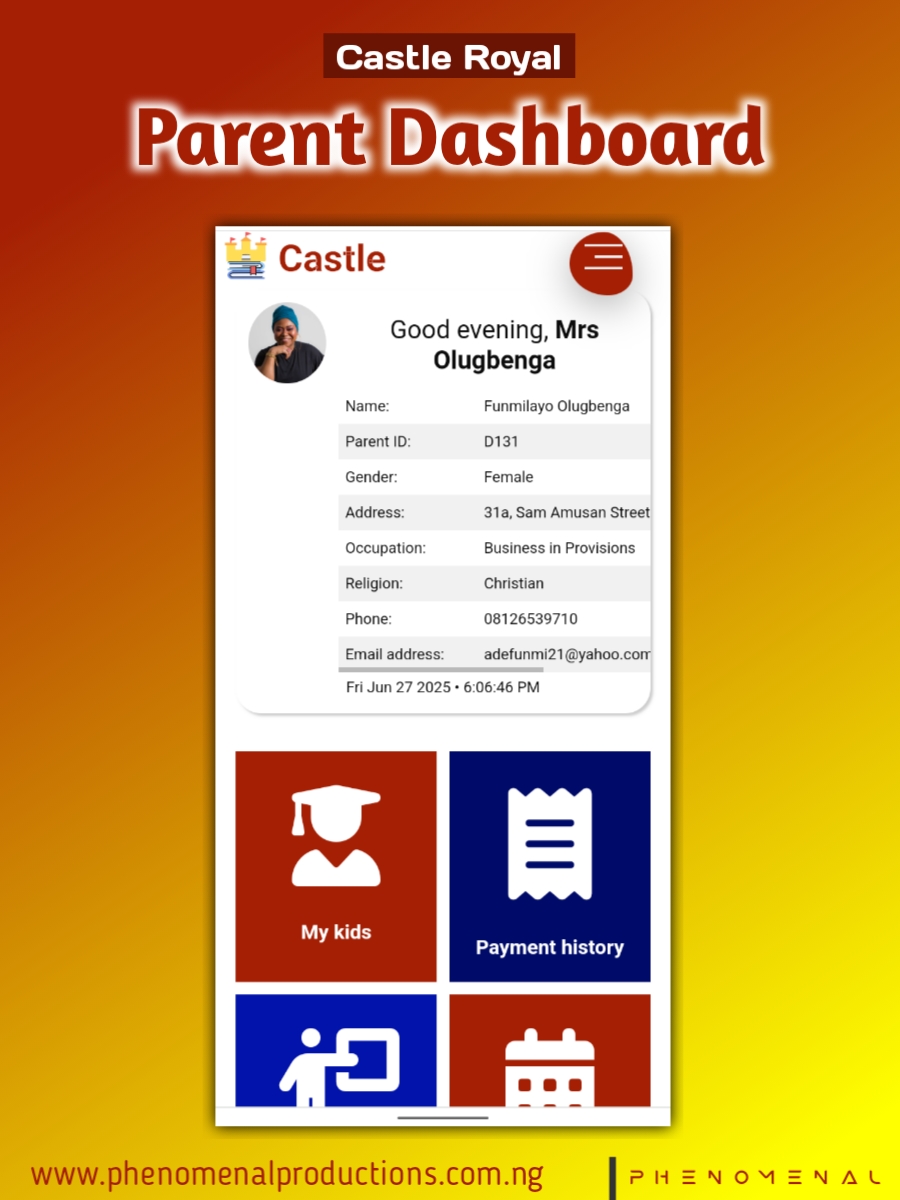 Castle Royal
Parent Dashboard
Castle
Good evening, Mrs
Olugbenga
Name: Funmilayo Olugbenga
Parent ID: D131
Gender: Female
Address: 31a, Sam Amusan Street
Occupation: Business in Provisions
Religion: Christian
Phone: 08126539710
Email address: adefunmi21@yahoo.com
Fri Jun 27 2025 • 6:06:46 PM
My kids
Payment history
www.phenomenalproductions.com.ng
PHENOMENAL